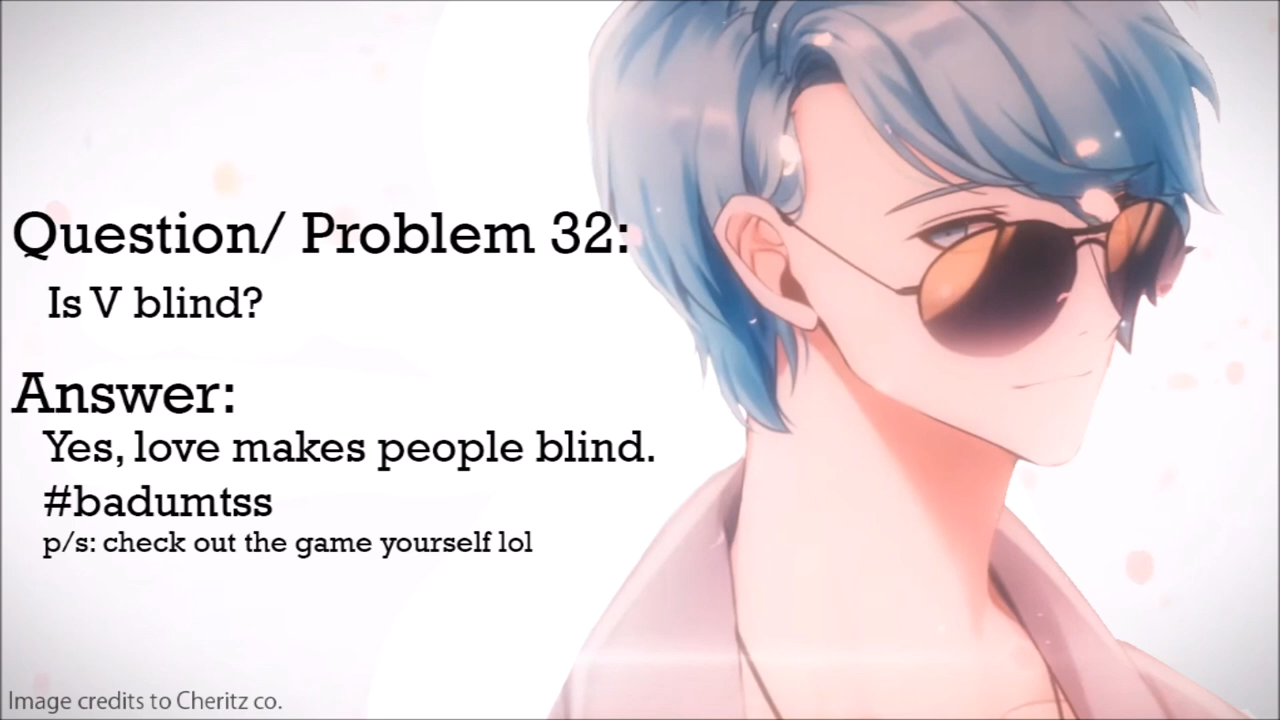 Question/ Problem 32:
Is V blind?
Answer:
Yes, love makes people blind.
#badumtss
p/s: check out the game yourself lol
Image credits to Cheritz co.